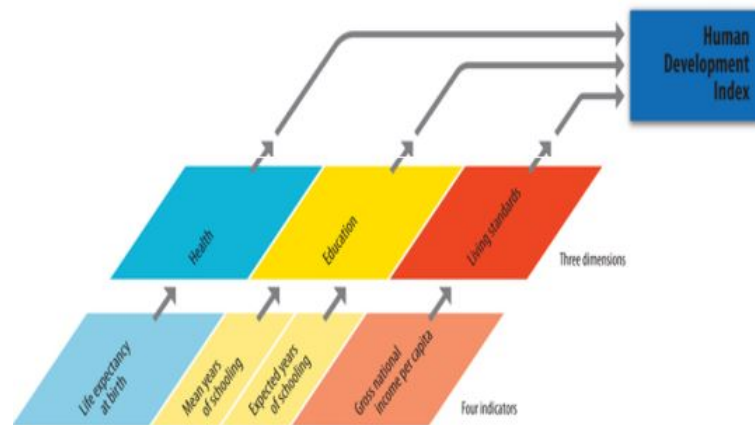 Human
Development
Index
Health
Education
Living standards
Three dimensions
Life expectancy
at birth
Mean years
of schooling
Expected years
of schooling
Gross national
income per capita
Four indicators